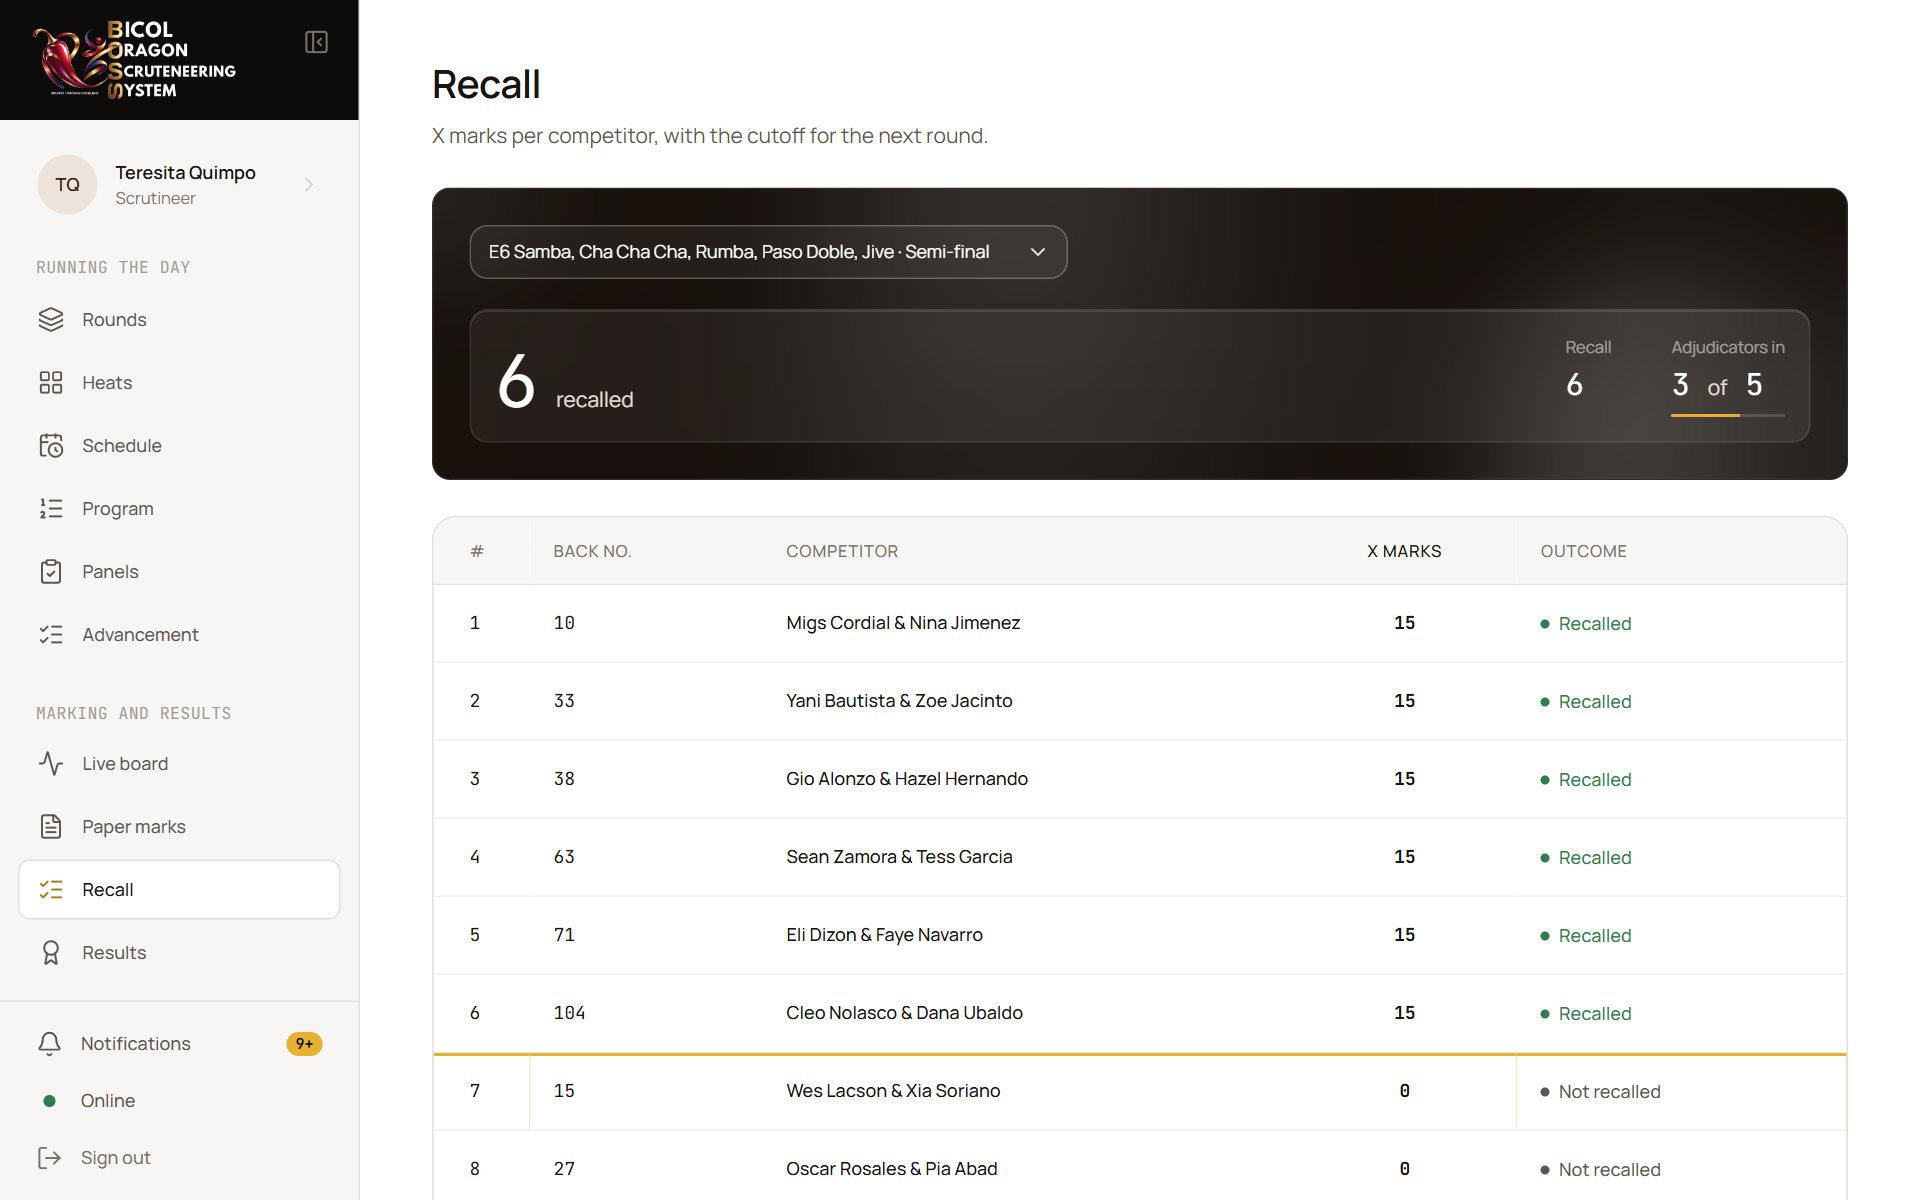 BICOL
DRAGON
SCRUTENEERING
SYSTEM
TQ
Teresita Quimpo
Scrutineer
RUNNING THE DAY
Rounds
Heats
Schedule
Program
Panels
Advancement
MARKING AND RESULTS
Live board
Paper marks
Recall
Results
Notifications 9+
Online
Sign out
Recall
X marks per competitor, with the cutoff for the next round.
E6 Samba, Cha Cha Cha, Rumba, Paso Doble, Jive · Semi-final
6 recalled
Recall
6
Adjudicators in
3 of 5
# BACK NO. COMPETITOR X MARKS OUTCOME
1 10 Migs Cordial & Nina Jimenez 15 Recalled
2 33 Yani Bautista & Zoe Jacinto 15 Recalled
3 38 Gio Alonzo & Hazel Hernando 15 Recalled
4 63 Sean Zamora & Tess Garcia 15 Recalled
5 71 Eli Dizon & Faye Navarro 15 Recalled
6 104 Cleo Nolasco & Dana Ubaldo 15 Recalled
7 15 Wes Lacson & Xia Soriano 0 Not recalled
8 27 Oscar Rosales & Pia Abad 0 Not recalled